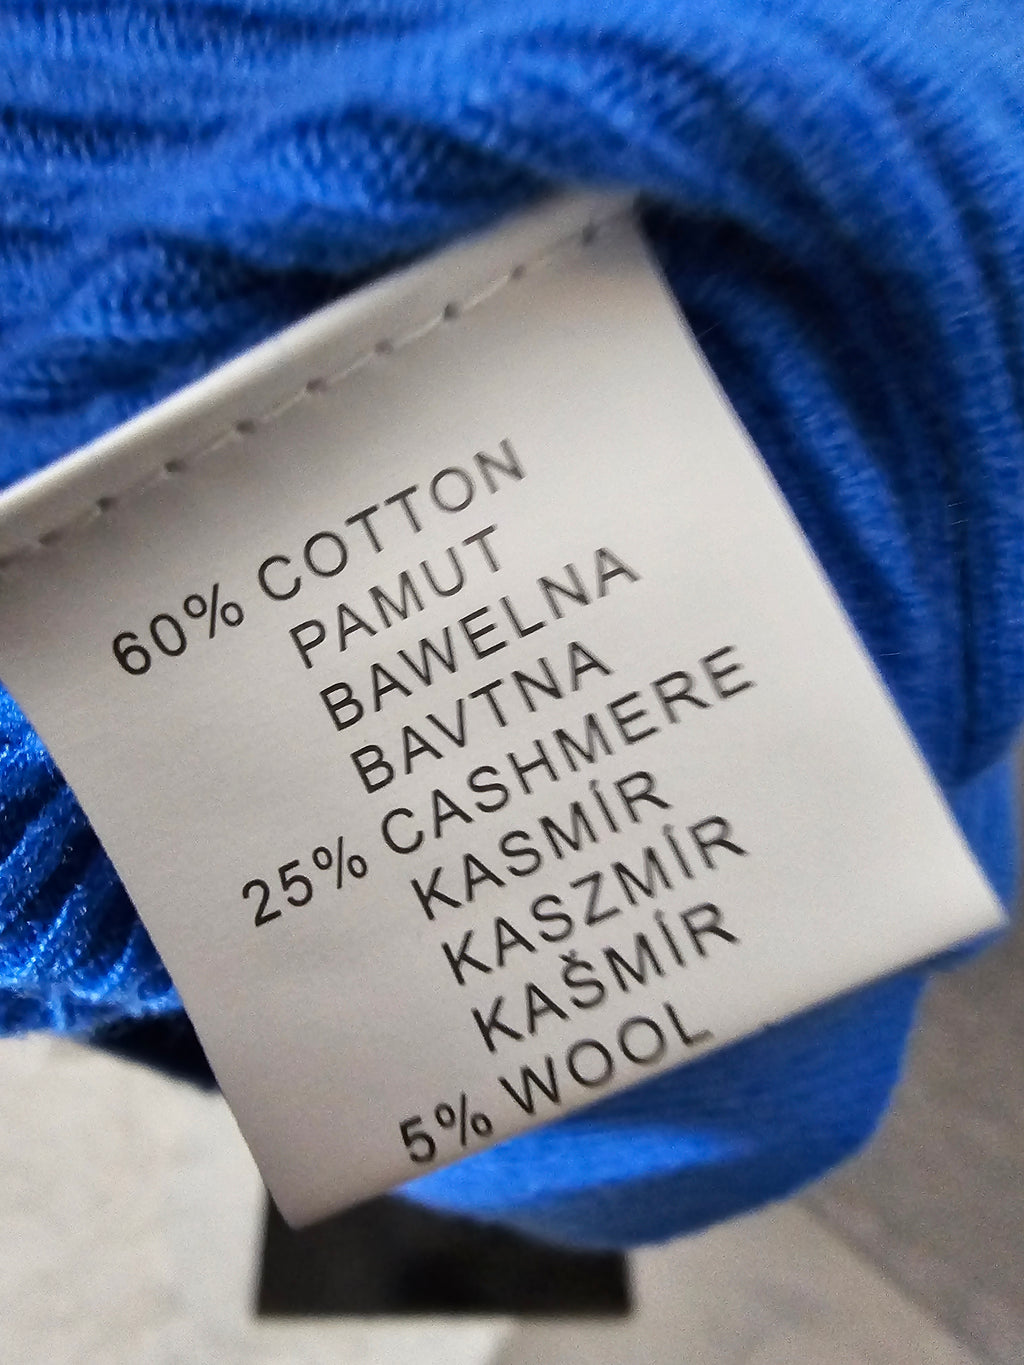 60% COTTON
PAMUT
BAWELNA
BAVTNA
25% CASHMERE
KASMÍR
KASZMÍR
KAŠMÍR
5% WOOL